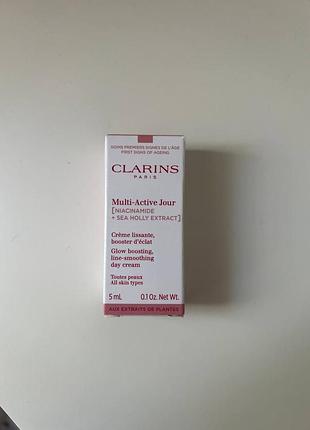 SOINS PREMIERS SIGNES DE L'ÂGE
FIRST SIGNS OF AGEING
CLARINS
PARIS
Multi-Active Jour
[NIACINAMIDE
+ SEA HOLLY EXTRACT]
Crème lissante,
booster d'éclat
Glow boosting,
line-smoothing
day cream
Toutes peaux
All skin types
5 mL 0.1 Oz. Net Wt.
AUX EXTRAITS DE PLANTES